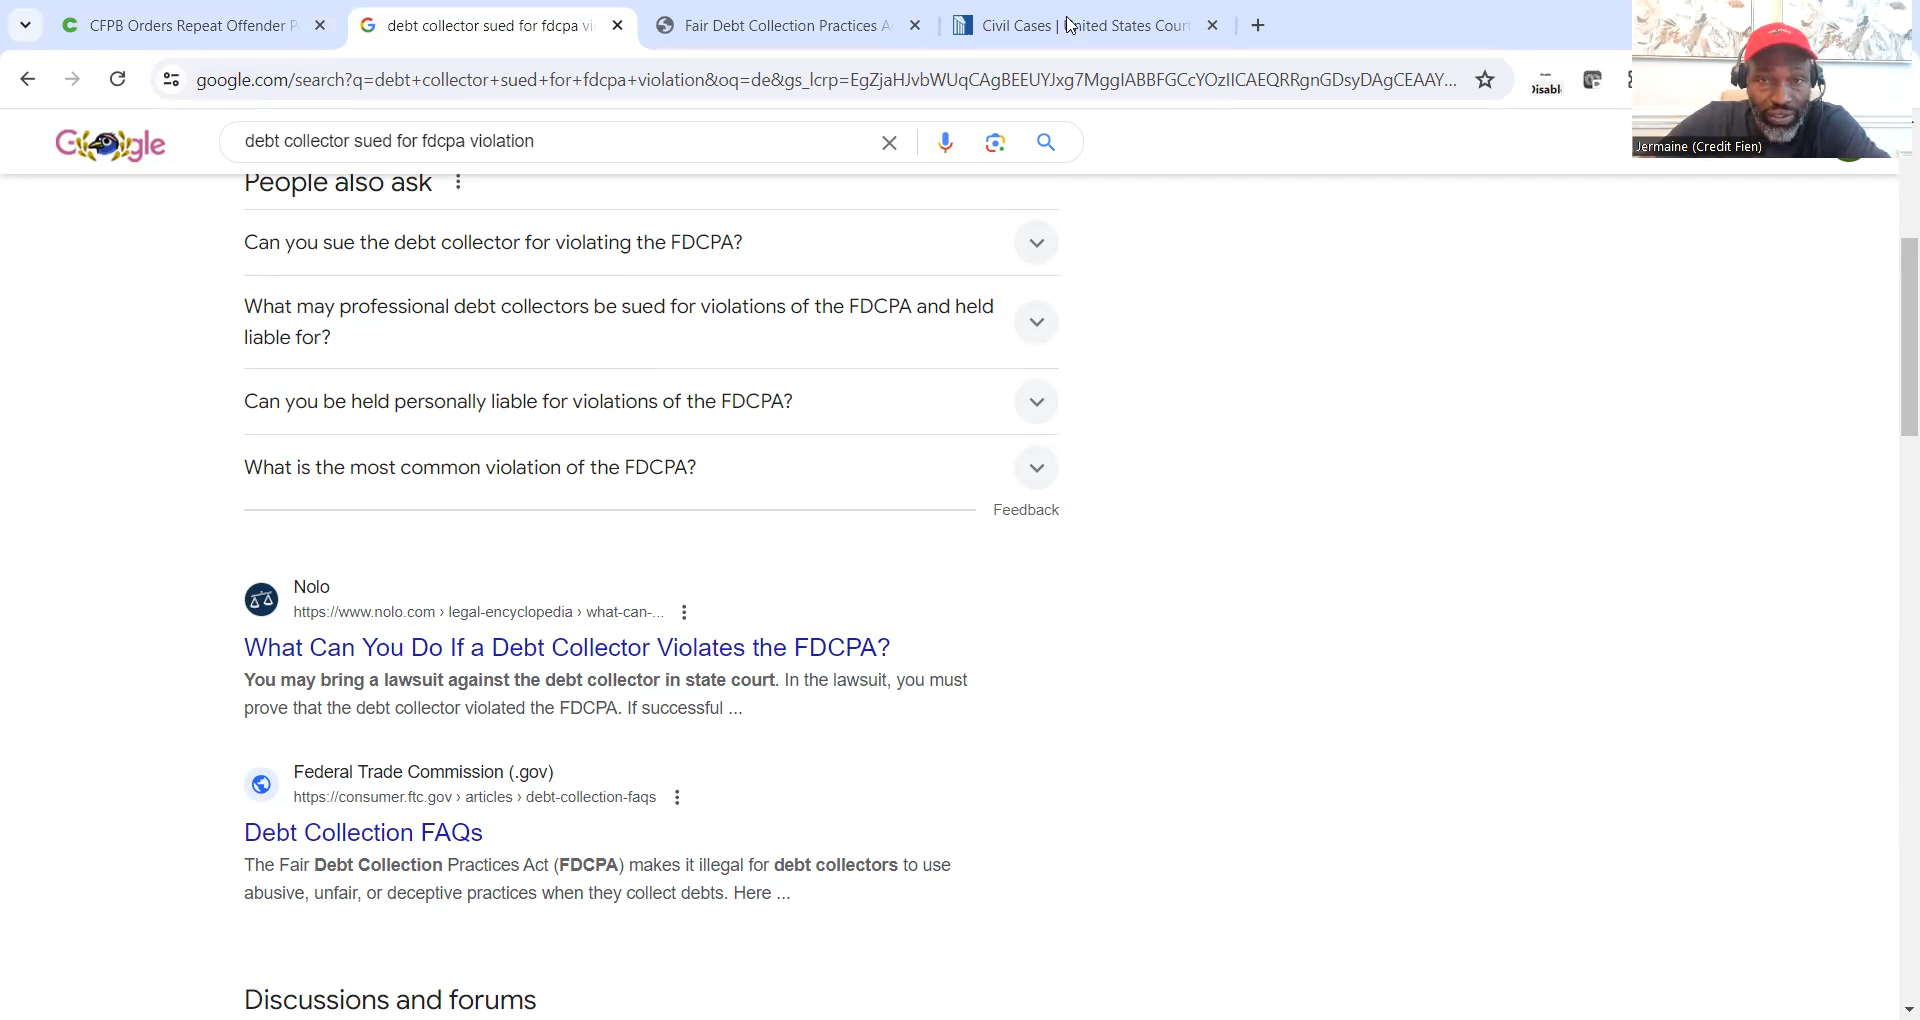 CFPB Orders Repeat Offender P
debt collector sued for fdcpa vi
Fair Debt Collection Practices A
Civil Cases | United States Court
google.com/search?q=debt+collector+sued+for+fdcpa+violation&oq=de&gs_lcrp=EgZjaHJvbWUqCAgBEEUYJxg7MggIABBFGCcYOzIICAEQRRgnGDsyDAgCEAAY...
Disabl
Jermaine (Credit Fien)
Google
debt collector sued for fdcpa violation
People also ask
Can you sue the debt collector for violating the FDCPA?
What may professional debt collectors be sued for violations of the FDCPA and held
liable for?
Can you be held personally liable for violations of the FDCPA?
What is the most common violation of the FDCPA?
Feedback
Nolo
https://www.nolo.com › legal-encyclopedia › what-can-...
What Can You Do If a Debt Collector Violates the FDCPA?
You may bring a lawsuit against the debt collector in state court. In the lawsuit, you must
prove that the debt collector violated the FDCPA. If successful ...
Federal Trade Commission (.gov)
https://consumer.ftc.gov › articles › debt-collection-faqs
Debt Collection FAQs
The Fair Debt Collection Practices Act (FDCPA) makes it illegal for debt collectors to use
abusive, unfair, or deceptive practices when they collect debts. Here ...
Discussions and forums